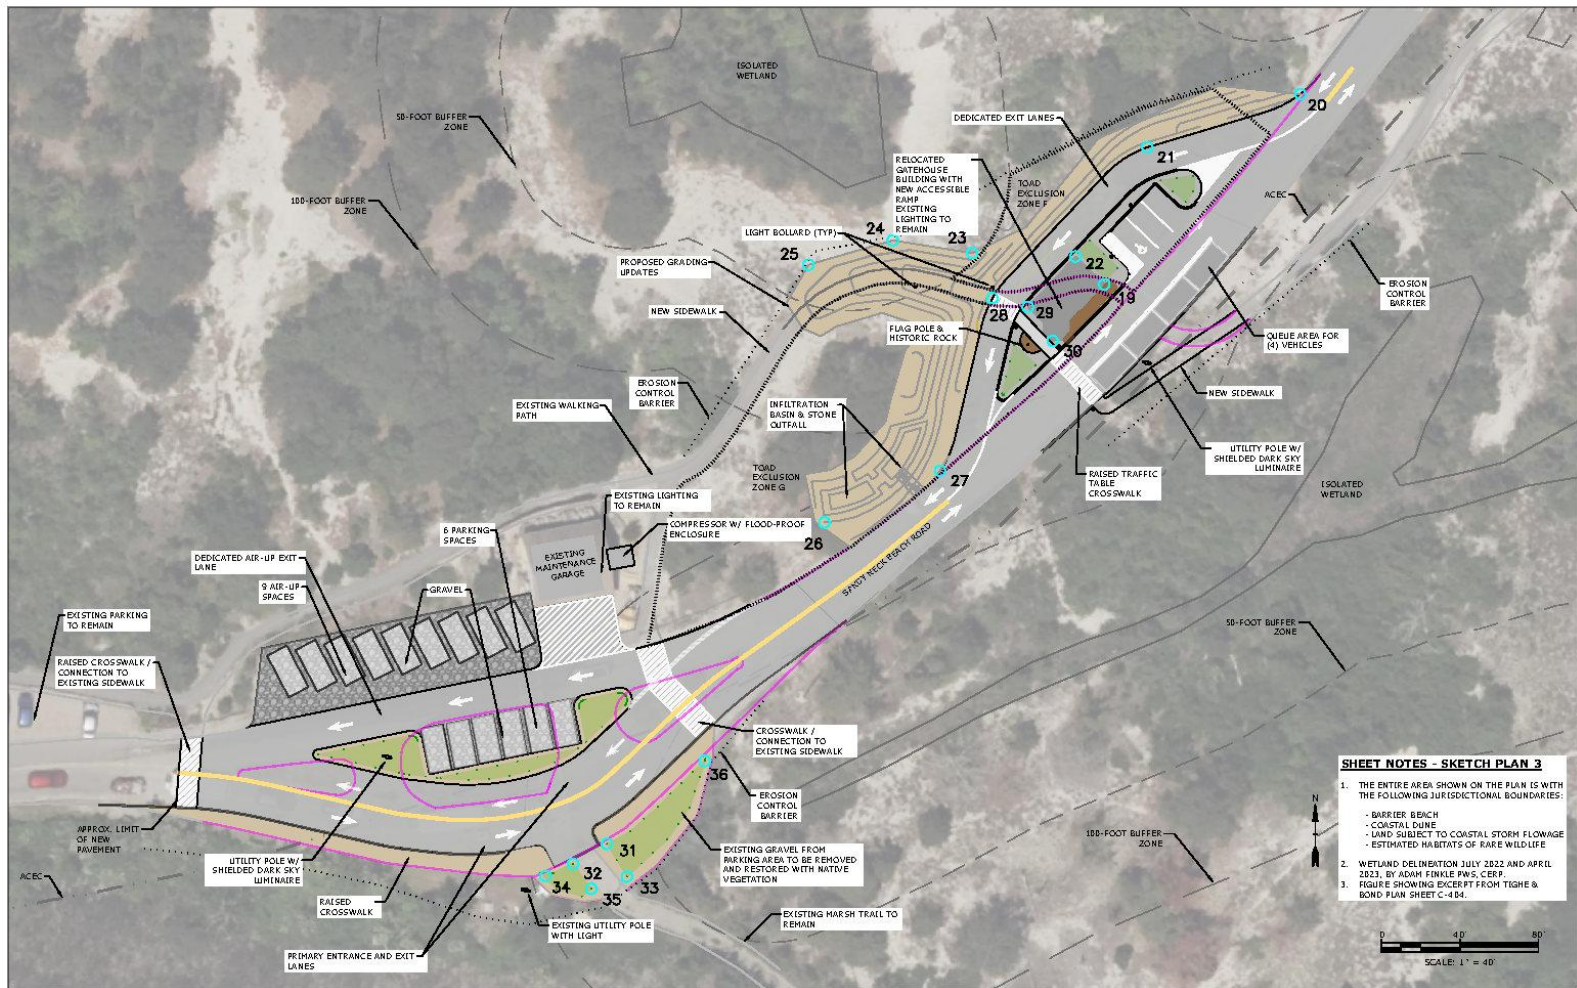 ISOLATED
WETLAND
50-FOOT BUFFER
ZONE
20
DEDICATED EXIT LANES
21
RELOCATED
GATEHOUSE
BUILDING WITH
NEW ACCESSIBLE
RAMP
EXISTING
LIGHTING TO
REMAIN
TOAD
EXCLUSION
ZONE F
ACEC
100-FOOT BUFFER
ZONE
LIGHT BOLLARD (TYP)
24
23
25
22
PROPOSED GRADING
UPDATES
19
EROSION
CONTROL
BARRIER
28
29
NEW SIDEWALK
FLAG POLE &
HISTORIC ROCK
30
QUEUE AREA FOR
(4) VEHICLES
EROSION
CONTROL
BARRIER
NEW SIDEWALK
EXISTING WALKING
PATH
INFILTRATION
BASIN & STONE
OUTFALL
UTILITY POLE W/
SHIELDED DARK SKY
LUMINAIRE
TOAD
EXCLUSION
ZONE G
27
RAISED TRAFFIC
TABLE
CROSSWALK
ISOLATED
WETLAND
EXISTING LIGHTING
TO REMAIN
6 PARKING
SPACES
COMPRESSOR W/ FLOOD-PROOF
ENCLOSURE
26
DEDICATED AIR-UP EXIT
LANE
EXISTING
MAINTENANCE
GARAGE
SANDY NECK BEACH ROAD
9 AIR-UP
SPACES
GRAVEL
EXISTING PARKING
TO REMAIN
50-FOOT BUFFER
ZONE
RAISED CROSSWALK /
CONNECTION TO
EXISTING SIDEWALK
CROSSWALK /
CONNECTION TO
EXISTING SIDEWALK
36
EROSION
CONTROL
BARRIER
APPROX. LIMIT
OF NEW
PAVEMENT
100-FOOT BUFFER
ZONE
31
EXISTING GRAVEL FROM
PARKING AREA TO BE REMOVED
AND RESTORED WITH NATIVE
VEGETATION
UTILITY POLE W/
SHIELDED DARK SKY
LUMINAIRE
32
34
33
35
ACEC
RAISED
CROSSWALK
EXISTING MARSH TRAIL TO
REMAIN
EXISTING UTILITY POLE
WITH LIGHT
PRIMARY ENTRANCE AND EXIT
LANES
SHEET NOTES - SKETCH PLAN 3
1. THE ENTIRE AREA SHOWN ON THE PLAN IS WITH
THE FOLLOWING JURISDICTIONAL BOUNDARIES:
- BARRIER BEACH
- COASTAL DUNE
- LAND SUBJECT TO COASTAL STORM FLOWAGE
- ESTIMATED HABITATS OF RARE WILDLIFE
2. WETLAND DELINEATION JULY 2022 AND APRIL
2023, BY ADAM FINKLE PWS, CERP.
3. FIGURE SHOWING EXCERPT FROM TIGHE &
BOND PLAN SHEET C-404.
N
0 40' 80'
SCALE: 1" = 40'